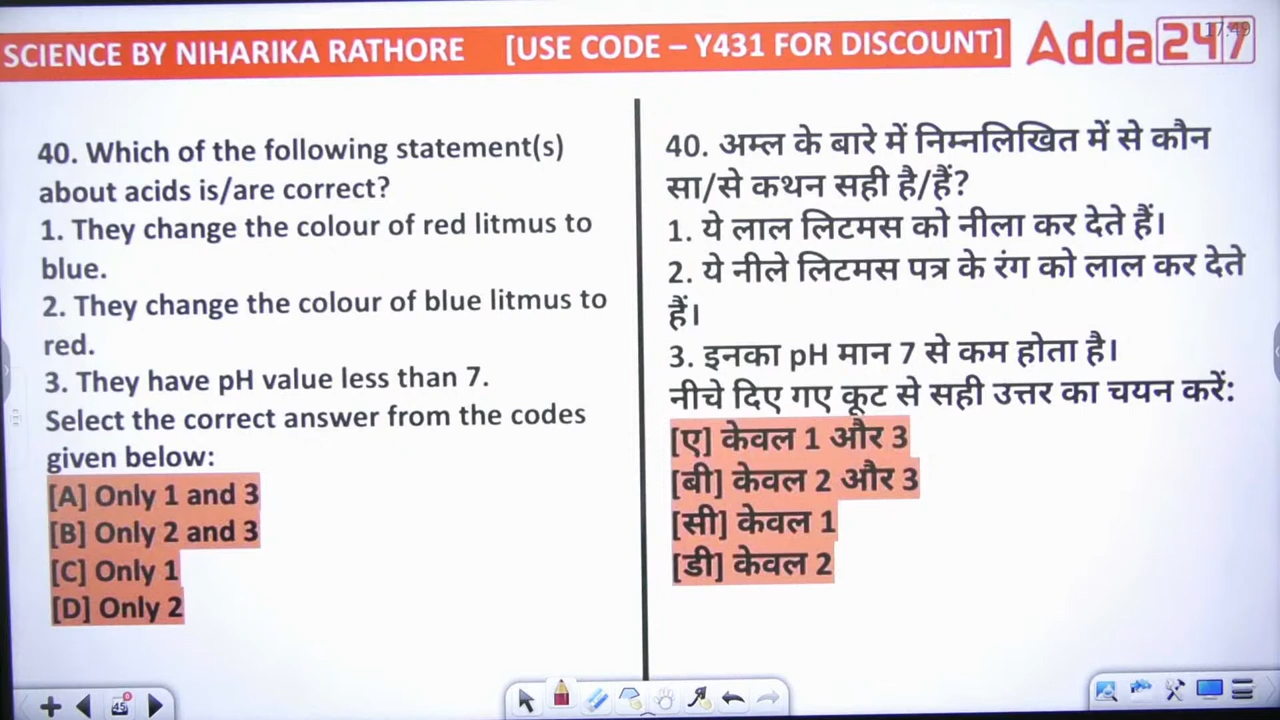 SCIENCE BY NIHARIKA RATHORE [USE CODE – Y431 FOR DISCOUNT]
Adda247
17:49
40. Which of the following statement(s)
about acids is/are correct?
1. They change the colour of red litmus to
blue.
2. They change the colour of blue litmus to
red.
3. They have pH value less than 7.
Select the correct answer from the codes
given below:
[A] Only 1 and 3
[B] Only 2 and 3
[C] Only 1
[D] Only 2
40. अम्ल के बारे में निम्नलिखित में से कौन
सा/से कथन सही है/हैं?
1. ये लाल लिटमस को नीला कर देते हैं।
2. ये नीले लिटमस पत्र के रंग को लाल कर देते
हैं।
3. इनका pH मान 7 से कम होता है।
नीचे दिए गए कूट से सही उत्तर का चयन करें:
[ए] केवल 1 और 3
[बी] केवल 2 और 3
[सी] केवल 1
[डी] केवल 2
45